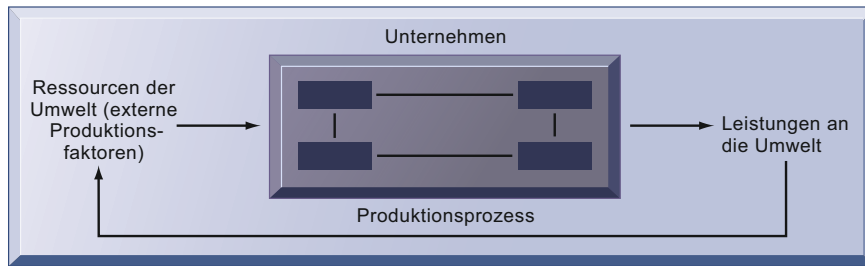 Unternehmen
Ressourcen der
Umwelt (externe
Produktions-
faktoren)
Leistungen an
die Umwelt
Produktionsprozess